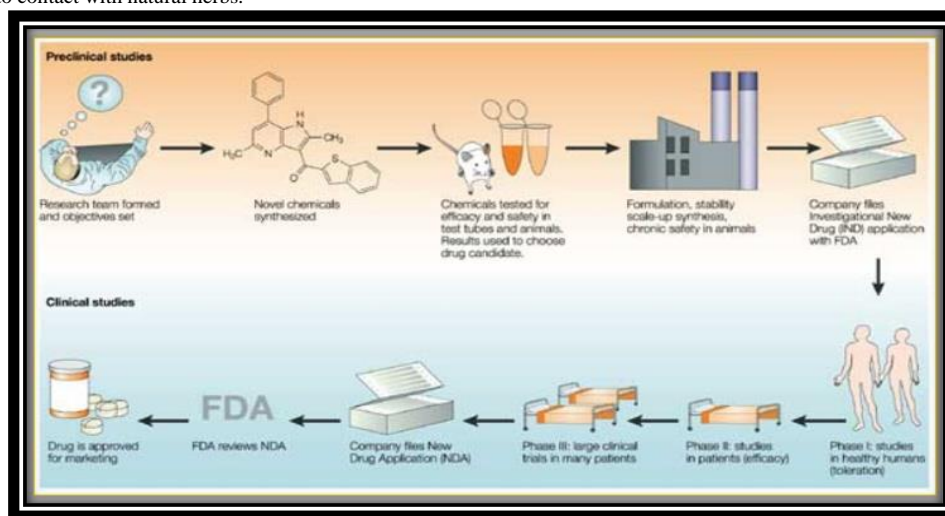 to contact with natural herbs.
Preclinical studies
?
Research team formed
and objectives set
H
N
CH₃
H₃C
N
S
O
Novel chemicals
synthesized
Chemicals tested for
efficacy and safety in
test tubes and animals.
Results used to choose
drug candidate.
Formulation, stability
scale-up synthesis,
chronic safety in animals
Company files
Investigational New
Drug (IND) application
with FDA
Clinical studies
Drug is approved
for marketing
FDA
FDA reviews NDA
Company files New
Drug Application (NDA)
Phase III: large clinical
trials in many patients
Phase II: studies
in patients (efficacy)
Phase I: studies
in healthy humans
(toleration)